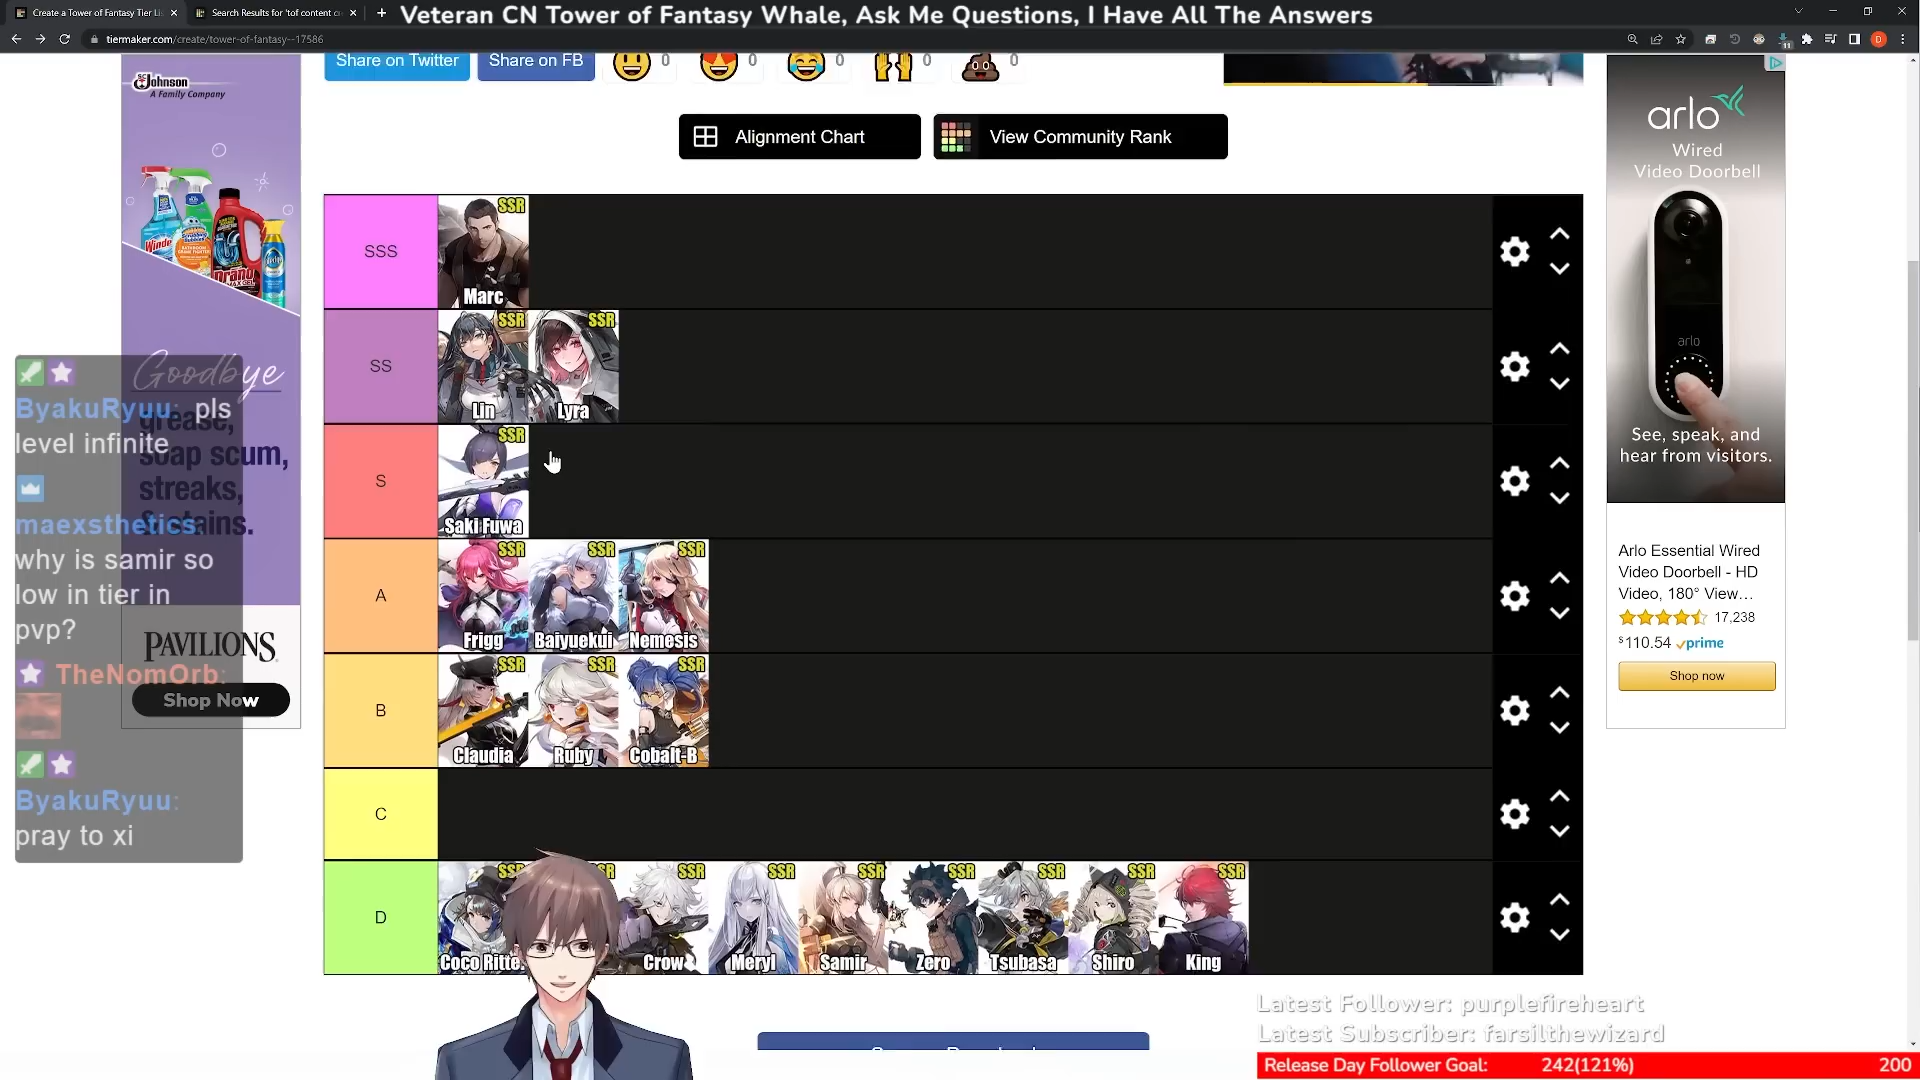 Create a Tower of Fantasy Tier Li
Search Results for 'tof content cr
Veteran CN Tower of Fantasy Whale, Ask Me Questions, I Have All The Answers
tiermaker.com/create/tower-of-fantasy--17586
11
D
Share on Twitter
Share on FB
0
0
0
0
0
Alignment Chart
View Community Rank
SC Johnson
A Family Company
Goodbye
grease,
soap scum,
streaks,
stains.
PAVILIONS
Shop Now
ByakuRyuu: pls
level infinite
maexsthetics:
why is samir so
low in tier in
pvp?
TheNomOrb:
ByakuRyuu:
pray to xi
SSS
SSR
Marc
SS
SSR
SSR
Lin
Lyra
S
SSR
Saki Fuwa
A
SSR
SSR
SSR
Frigg
Baiyuekui
Nemesis
B
SSR
SSR
SSR
Claudia
Ruby
Cobalt-B
C
D
SSR
SSR
SSR
SSR
SSR
SSR
SSR
Coco Ritte
Crow
Meryl
Samir
Zero
Tsubasa
Shiro
King
arlo
Wired
Video Doorbell
arlo
See, speak, and
hear from visitors.
Arlo Essential Wired
Video Doorbell - HD
Video, 180° View...
17,238
$110.54 prime
Shop now
Latest Follower: purplefireheart
Latest Subscriber: farsilthewizard
Release Day Follower Goal: 242(121%) 200